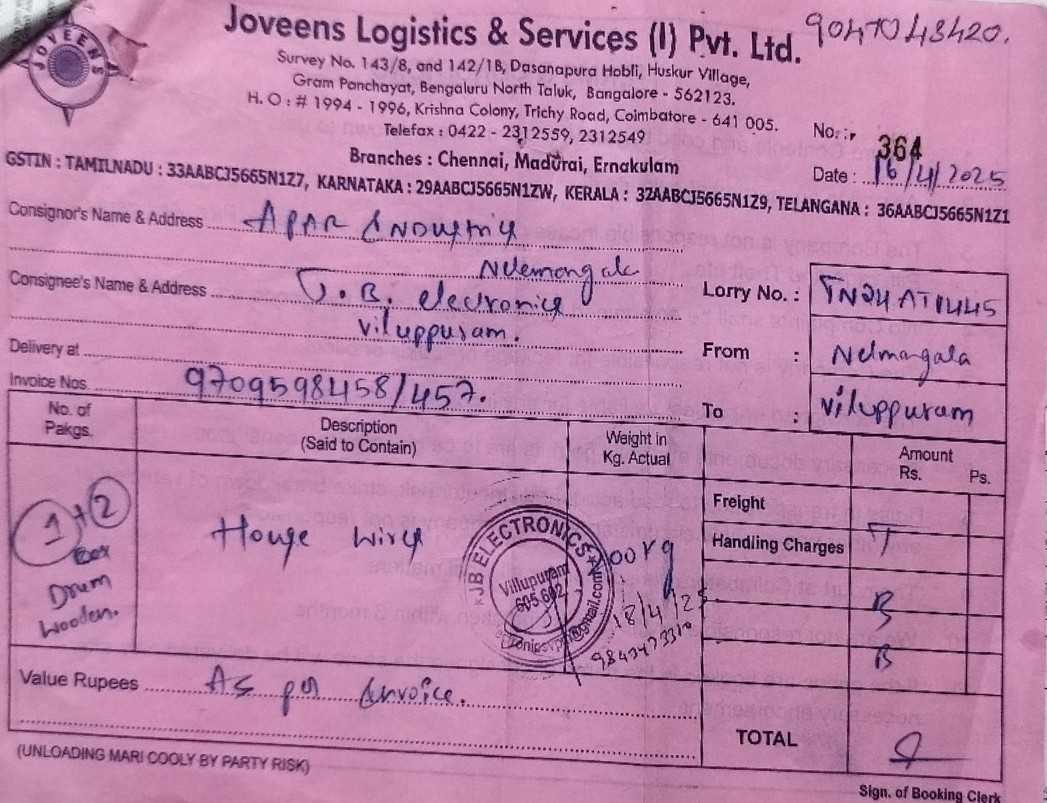 JOVEENS
Joveens Logistics & Services (I) Pvt. Ltd.
9047048420.
Survey No. 143/8, and 142/1B, Dasanapura Hobli, Huskur Village,
Gram Panchayat, Bengaluru North Taluk, Bangalore - 562123.
H. O : # 1994 - 1996, Krishna Colony, Trichy Road, Coimbatore - 641 005.
Telefax : 0422 - 2312559, 2312549
No. : 364
Branches : Chennai, Madurai, Ernakulam
Date : 16/4/2025
GSTIN : TAMILNADU : 33AABCJ5665N1Z7, KARNATAKA : 29AABCJ5665N1ZW, KERALA : 32AABCJ5665N1Z9, TELANGANA : 36AABCJ5665N1Z1
Consignor's Name & Address APAR
Consignee's Name & Address J.B. electronics
Viluppuram.
Lorry No. : TN24AT1445
Delivery at
From : Nelmangala
Invoice Nos. 9709598458/457.
To : Viluppuram
No. of Pakgs.
Description
(Said to Contain)
Weight in
Kg. Actual
Amount
Rs. Ps.
1+2
Box
Drum
Wooden.
House wires
Freight
Handling Charges
T
B
B
JB ELECTRONICS
Villupuram
605 602
18/4/25
9843473310
Value Rupees As per Invoice.
TOTAL
(UNLOADING MARI COOLY BY PARTY RISK)
Sign. of Booking Clerk